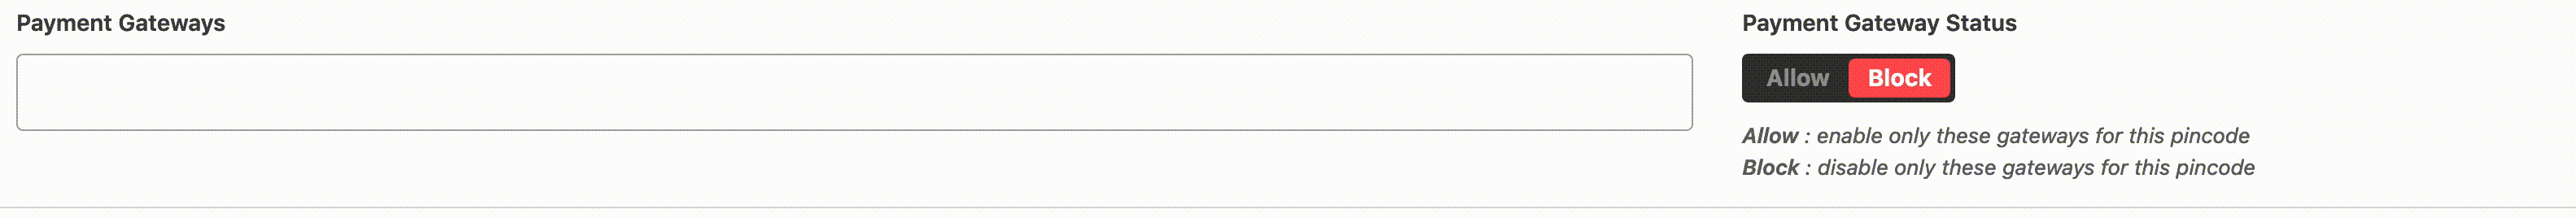 Payment Gateways
Payment Gateway Status
Allow Block
Allow : enable only these gateways for this pincode
Block : disable only these gateways for this pincode